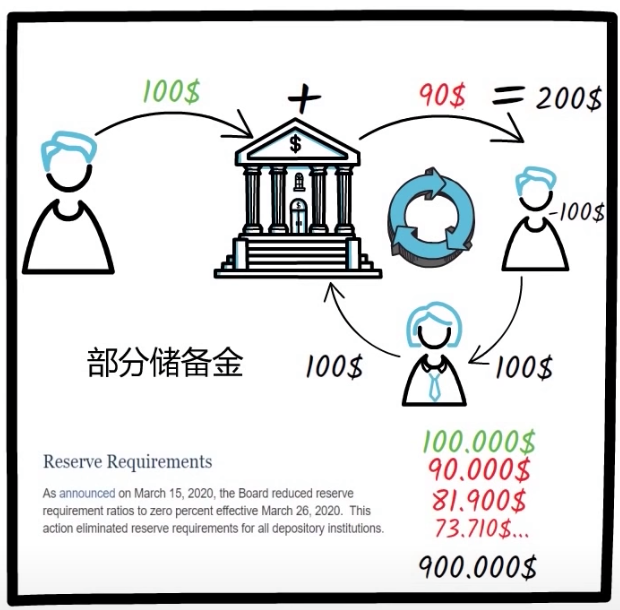 100$
+
90$
= 200$
$
-100$
部分储备金
100$
100$
Reserve Requirements
As announced on March 15, 2020, the Board reduced reserve
requirement ratios to zero percent effective March 26, 2020. This
action eliminated reserve requirements for all depository institutions.
100.000$
90.000$
81.900$
73.710$...
900.000$